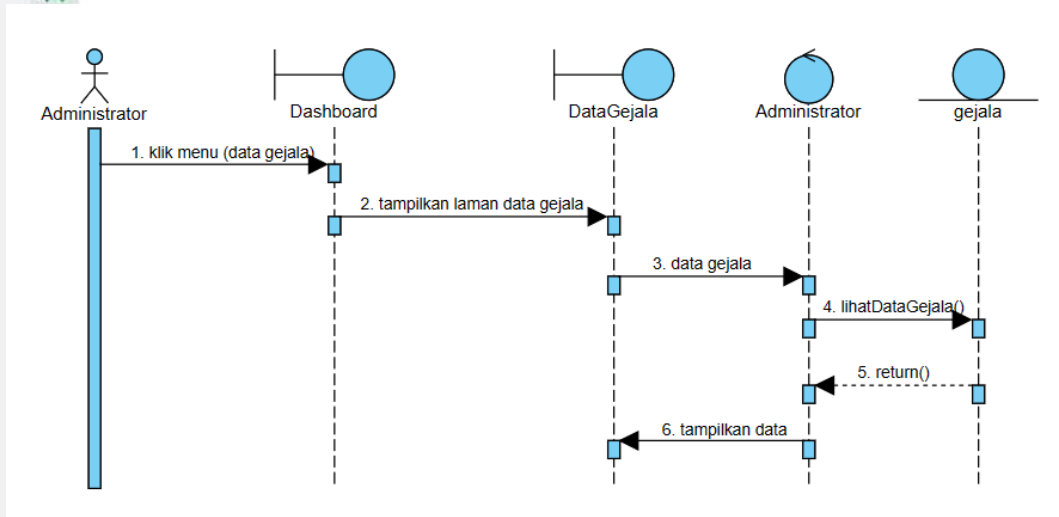 Administrator
Dashboard
DataGejala
Administrator
gejala
1. klik menu (data gejala)
2. tampilkan laman data gejala
3. data gejala
4. lihatDataGejala()
5. return()
6. tampilkan data